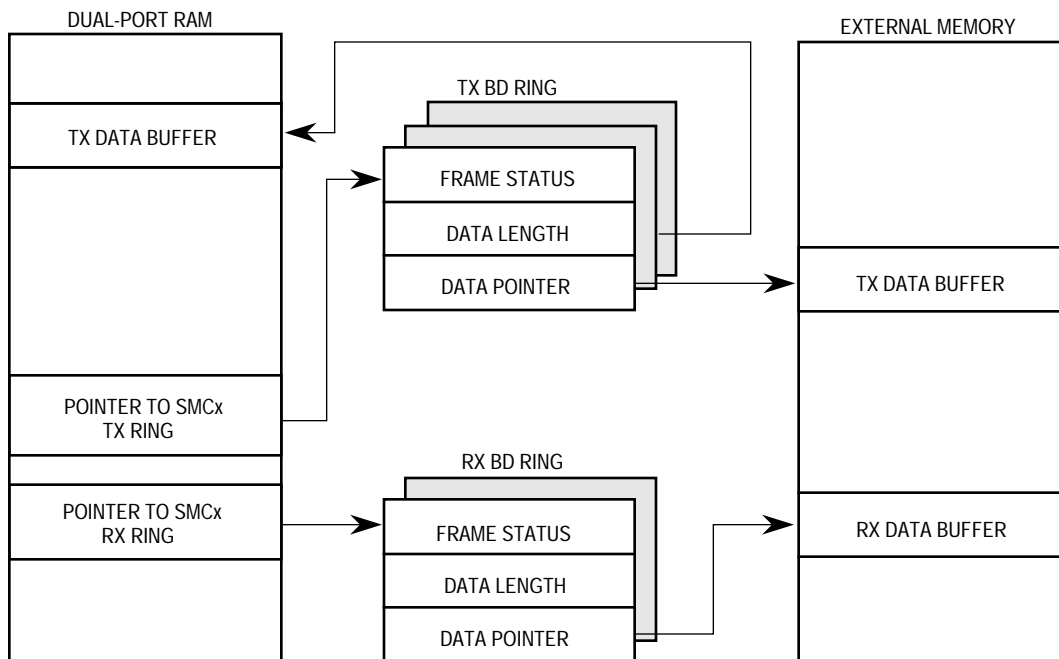 DUAL-PORT RAM
EXTERNAL MEMORY
TX BD RING
TX DATA BUFFER
FRAME STATUS
DATA LENGTH
DATA POINTER
TX DATA BUFFER
POINTER TO SMCx
TX RING
RX BD RING
POINTER TO SMCx
RX RING
FRAME STATUS
RX DATA BUFFER
DATA LENGTH
DATA POINTER